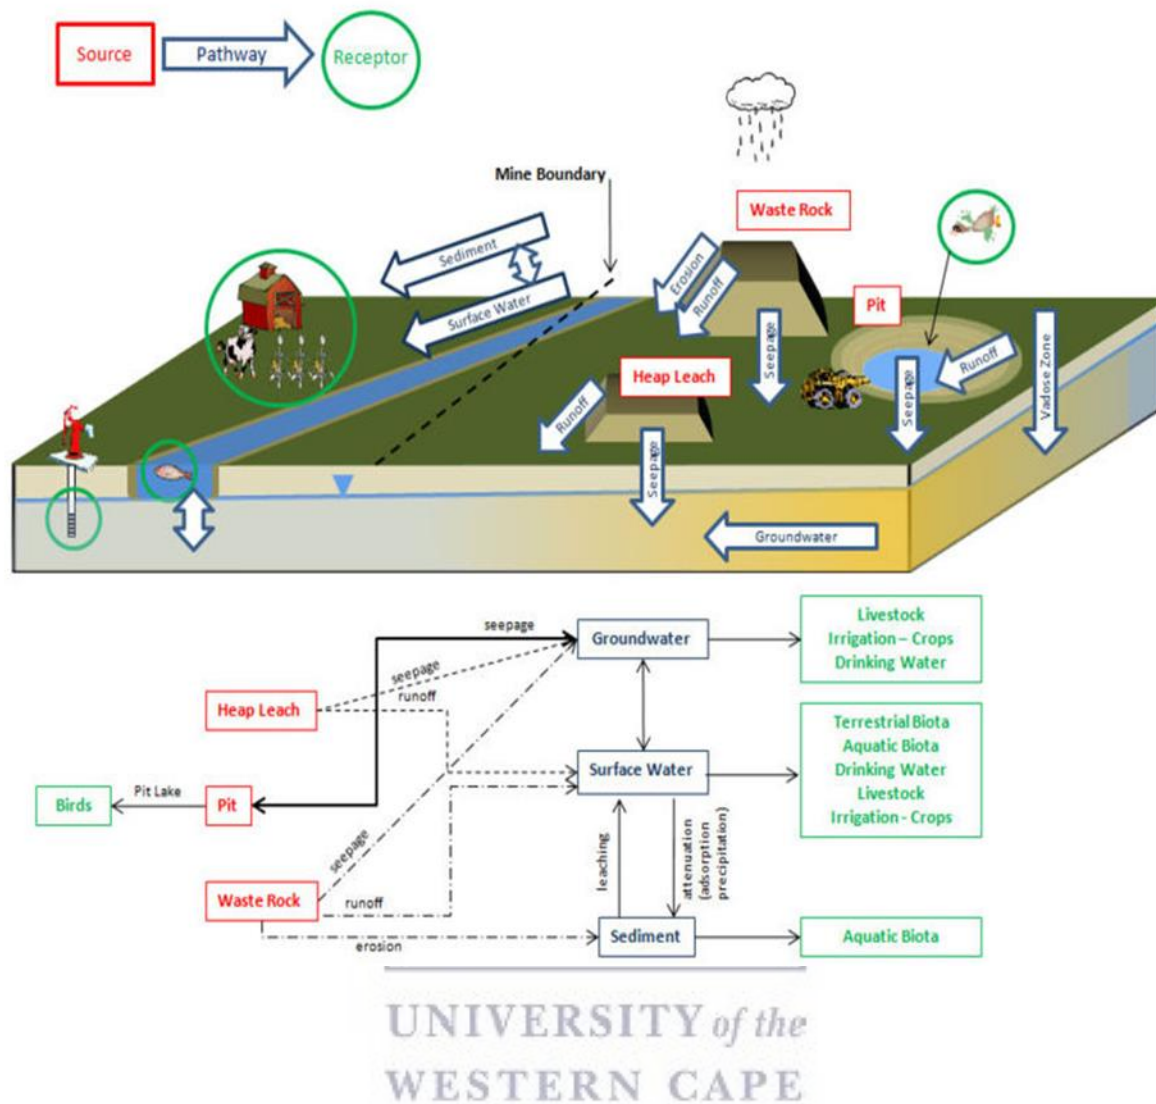 Source
Pathway
Receptor
Mine Boundary
Waste Rock
Sediment
Erosion
Surface Water
Runoff
Pit
Seepage
Runoff
Vadose Zone
Heap Leach
Seepage
Runoff
Seepage
Groundwater
seepage
Groundwater
Livestock
Irrigation – Crops
Drinking Water
seepage
Heap Leach
runoff
Terrestrial Biota
Aquatic Biota
Drinking Water
Livestock
Irrigation - Crops
Surface Water
Birds
Pit Lake
Pit
seepage
leaching
attenuation
(adsorption
precipitation)
Waste Rock
runoff
erosion
Sediment
Aquatic Biota
UNIVERSITY of the
WESTERN CAPE